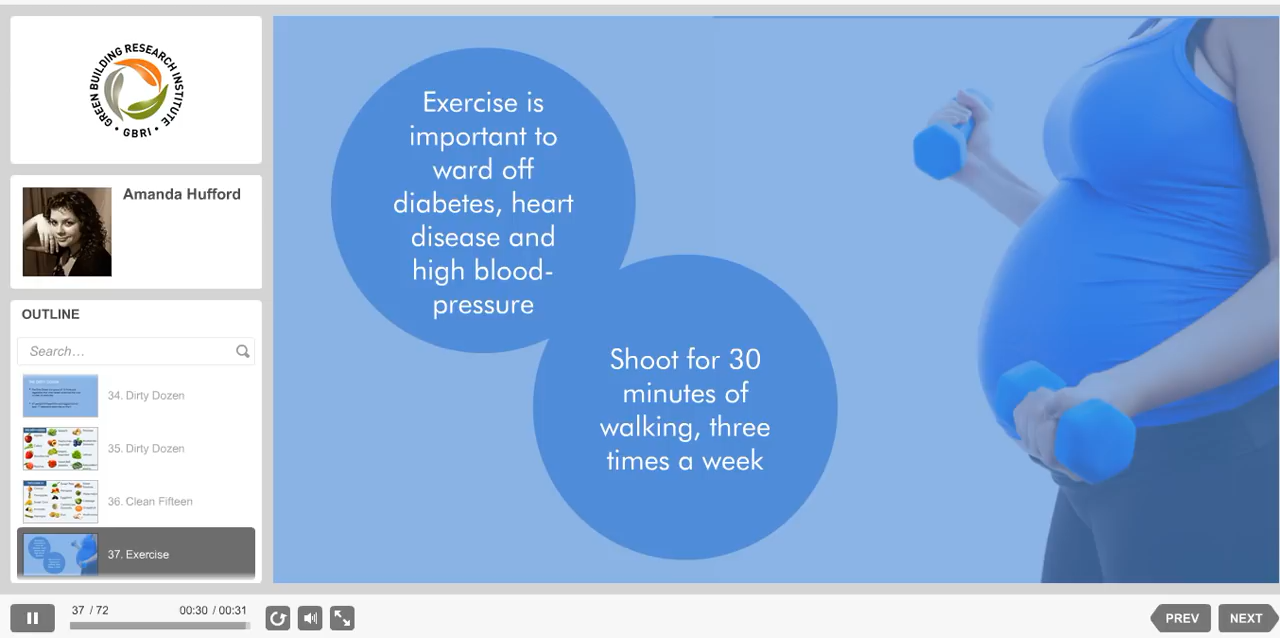 GREEN BUILDING RESEARCH INSTITUTE
• GBRI •
Amanda Hufford
OUTLINE
Search...
34. Dirty Dozen
35. Dirty Dozen
36. Clean Fifteen
37. Exercise
Exercise is
important to
ward off
diabetes, heart
disease and
high blood-
pressure
Shoot for 30
minutes of
walking, three
times a week
37 / 72
00:30 / 00:31
PREV
NEXT